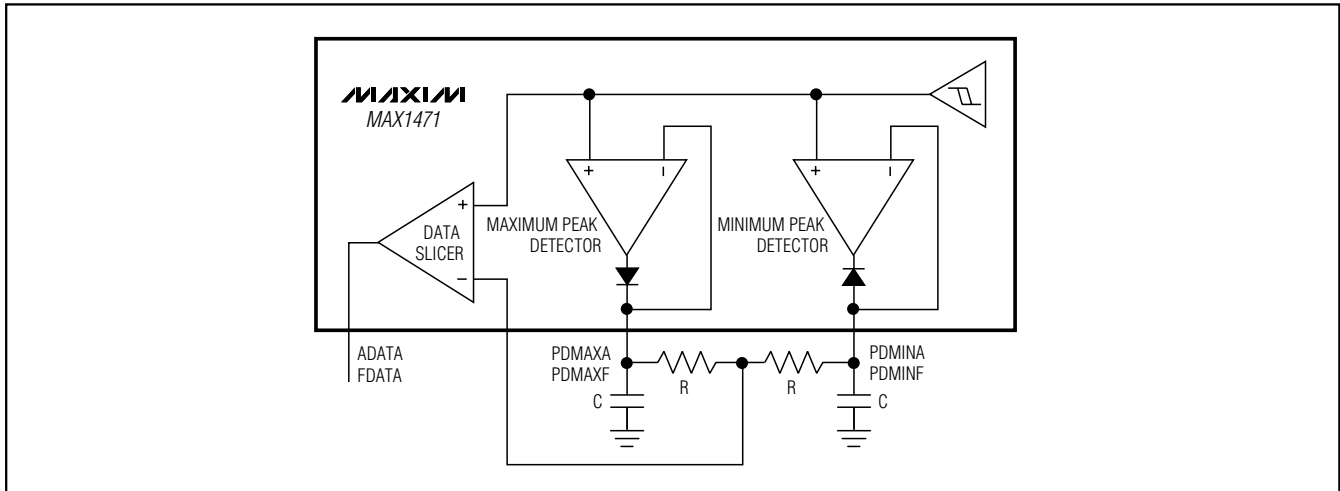 MAXIM
MAX1471
+
−
MAXIMUM PEAK
DETECTOR
+
−
MINIMUM PEAK
DETECTOR
+
DATA
SLICER
−
ADATA
FDATA
PDMAXA
PDMAXF
R
R
PDMINA
PDMINF
C
C